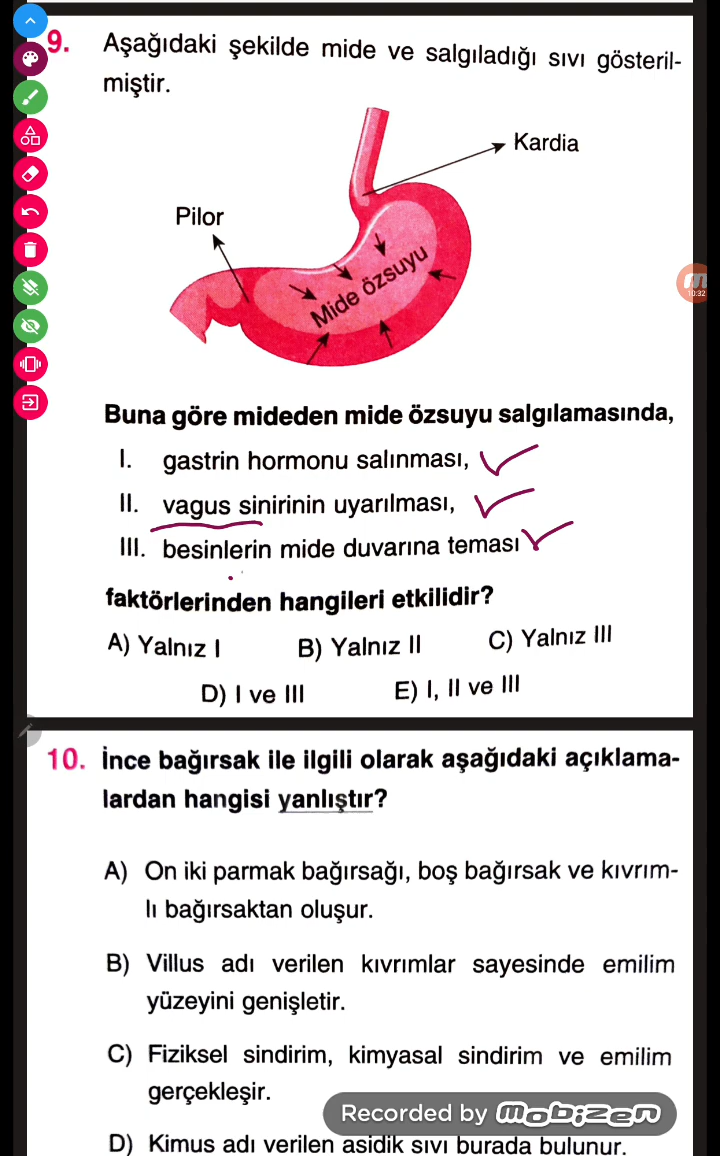 9. Aşağıdaki şekilde mide ve salgıladığı sıvı gösteril-
miştir.
Kardia
Pilor
Mide özsuyu
10:32
Buna göre mideden mide özsuyu salgılamasında,
I. gastrin hormonu salınması,
II. vagus sinirinin uyarılması,
III. besinlerin mide duvarına teması
faktörlerinden hangileri etkilidir?
A) Yalnız I B) Yalnız II C) Yalnız III
D) I ve III E) I, II ve III
10. İnce bağırsak ile ilgili olarak aşağıdaki açıklama-
lardan hangisi yanlıştır?
A) On iki parmak bağırsağı, boş bağırsak ve kıvrım-
lı bağırsaktan oluşur.
B) Villus adı verilen kıvrımlar sayesinde emilim
yüzeyini genişletir.
C) Fiziksel sindirim, kimyasal sindirim ve emilim
gerçekleşir.
Recorded by Mobizen
D) Kimus adı verilen asidik sıvı burada bulunur.